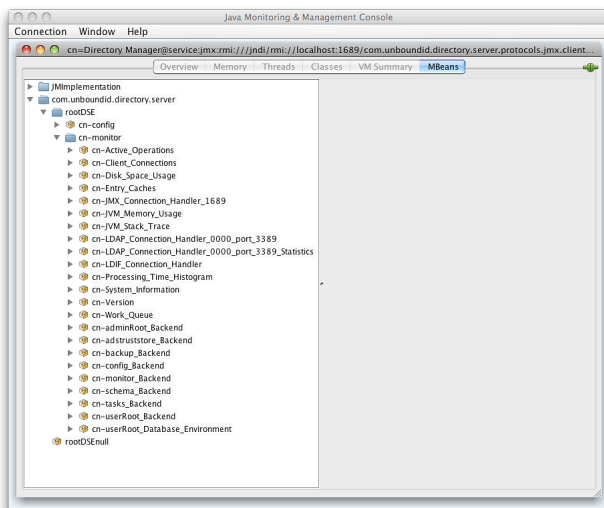 Java Monitoring & Management Console
Connection Window Help
cn=Directory Manager@service:jmx:rmi:///jndi/rmi://localhost:1689/com.unboundid.directory.server.protocols.jmx.client...
Overview Memory Threads Classes VM Summary MBeans
JMImplementation
com.unboundid.directory.server
rootDSE
cn-config
cn-monitor
cn-Active_Operations
cn-Client_Connections
cn-Disk_Space_Usage
cn-Entry_Caches
cn-JMX_Connection_Handler_1689
cn-JVM_Memory_Usage
cn-JVM_Stack_Trace
cn-LDAP_Connection_Handler_0000_port_3389
cn-LDAP_Connection_Handler_0000_port_3389_Statistics
cn-LDIF_Connection_Handler
cn-Processing_Time_Histogram
cn-System_Information
cn-Version
cn-Work_Queue
cn-adminRoot_Backend
cn-adstruststore_Backend
cn-backup_Backend
cn-config_Backend
cn-monitor_Backend
cn-schema_Backend
cn-tasks_Backend
cn-userRoot_Backend
cn-userRoot_Database_Environment
rootDSEnull